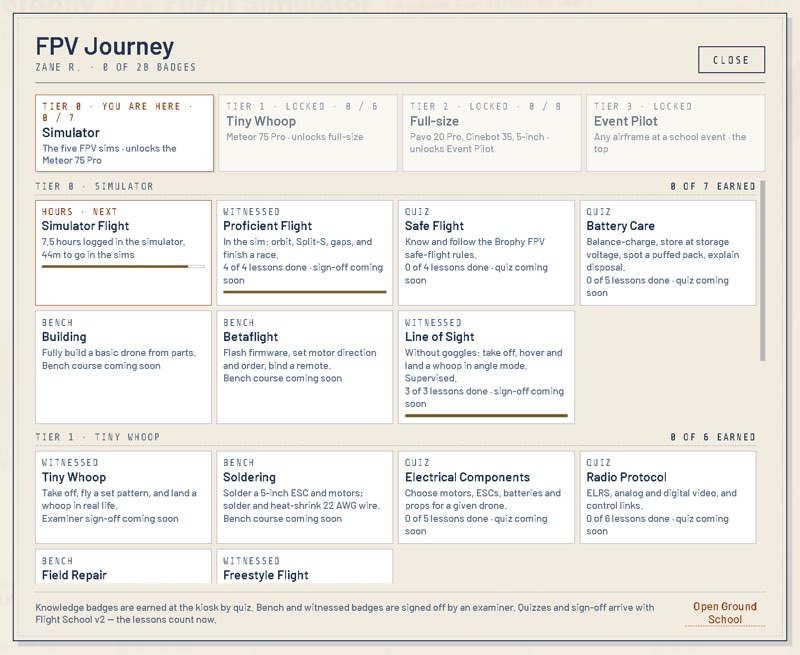 FPV Journey
ZANE R. · 0 OF 28 BADGES
CLOSE
TIER 0 · YOU ARE HERE ·
0 / 7
Simulator
The five FPV sims · unlocks the
Meteor 75 Pro
TIER 1 · LOCKED · 0 / 6
Tiny Whoop
Meteor 75 Pro · unlocks full-size
TIER 2 · LOCKED · 0 / 8
Full-size
Pavo 20 Pro, Cinebot 35, 5-inch ·
unlocks Event Pilot
TIER 3 · LOCKED
Event Pilot
Any airframe at a school event · the
top
TIER 0 · SIMULATOR
0 OF 7 EARNED
HOURS · NEXT
Simulator Flight
7.5 hours logged in the simulator.
44m to go in the sims
WITNESSED
Proficient Flight
In the sim: orbit, Split-S, gaps, and
finish a race.
4 of 4 lessons done · sign-off coming
soon
QUIZ
Safe Flight
Know and follow the Brophy FPV
safe-flight rules.
0 of 4 lessons done · quiz coming
soon
QUIZ
Battery Care
Balance-charge, store at storage
voltage, spot a puffed pack, explain
disposal.
0 of 5 lessons done · quiz coming
soon
BENCH
Building
Fully build a basic drone from parts.
Bench course coming soon
BENCH
Betaflight
Flash firmware, set motor direction
and order, bind a remote.
Bench course coming soon
WITNESSED
Line of Sight
Without goggles: take off, hover and
land a whoop in angle mode.
Supervised.
3 of 3 lessons done · sign-off coming
soon
TIER 1 · TINY WHOOP
0 OF 6 EARNED
WITNESSED
Tiny Whoop
Take off, fly a set pattern, and land a
whoop in real life.
Examiner sign-off coming soon
BENCH
Soldering
Solder a 5-inch ESC and motors;
solder and heat-shrink 22 AWG wire.
Bench course coming soon
QUIZ
Electrical Components
Choose motors, ESCs, batteries and
props for a given drone.
0 of 5 lessons done · quiz coming
soon
QUIZ
Radio Protocol
ELRS, analog and digital video, and
control links.
0 of 6 lessons done · quiz coming
soon
BENCH
Field Repair
WITNESSED
Freestyle Flight
Knowledge badges are earned at the kiosk by quiz. Bench and witnessed badges are signed off by an examiner. Quizzes and sign-off arrive with
Flight School v2 — the lessons count now.
Open Ground
School